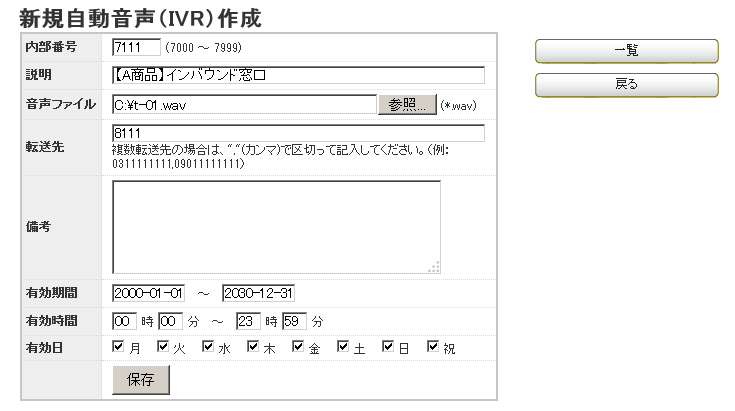 新規自動音声(IVR)作成
内部番号 7111 (7000 ～ 7999)
一覧
説明 【A商品】インバウンド窓口
戻る
音声ファイル C:¥t-01.wav 参照... (*.wav)
転送先 8111
複数転送先の場合は、“,”(カンマ)で区切って記入してください。(例:
0311111111,09011111111)
備考
有効期間 2000-01-01 ～ 2030-12-31
有効時間 00 時 00 分 ～ 23 時 59 分
有効日 月 火 水 木 金 土 日 祝
保存